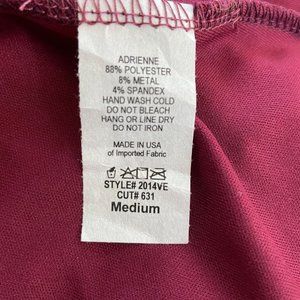 ADRIENNE
88% POLYESTER
8% METAL
4% SPANDEX
HAND WASH COLD
DO NOT BLEACH
HANG OR LINE DRY
DO NOT IRON
MADE IN USA
of Imported Fabric
STYLE# 2014VE
CUT# 631
Medium